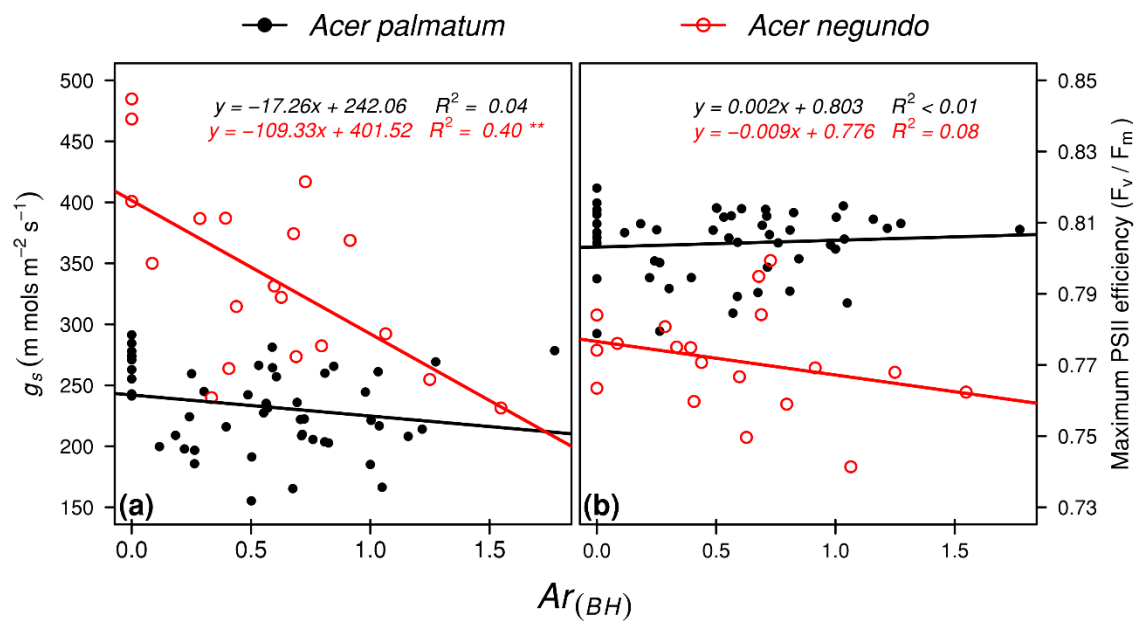 Acer palmatum
Acer negundo
y = −17.26x + 242.06 R² = 0.04
y = −109.33x + 401.52 R² = 0.40 **
y = 0.002x + 0.803 R² < 0.01
y = −0.009x + 0.776 R² = 0.08
500
450
400
350
300
250
200
150
gₛ (m mols m⁻² s⁻¹)
(a)
(b)
0.85
0.83
0.81
0.79
0.77
0.75
0.73
Maximum PSII efficiency (Fᵥ / Fₘ)
0.0 0.5 1.0 1.5
0.0 0.5 1.0 1.5
Ar(BH)